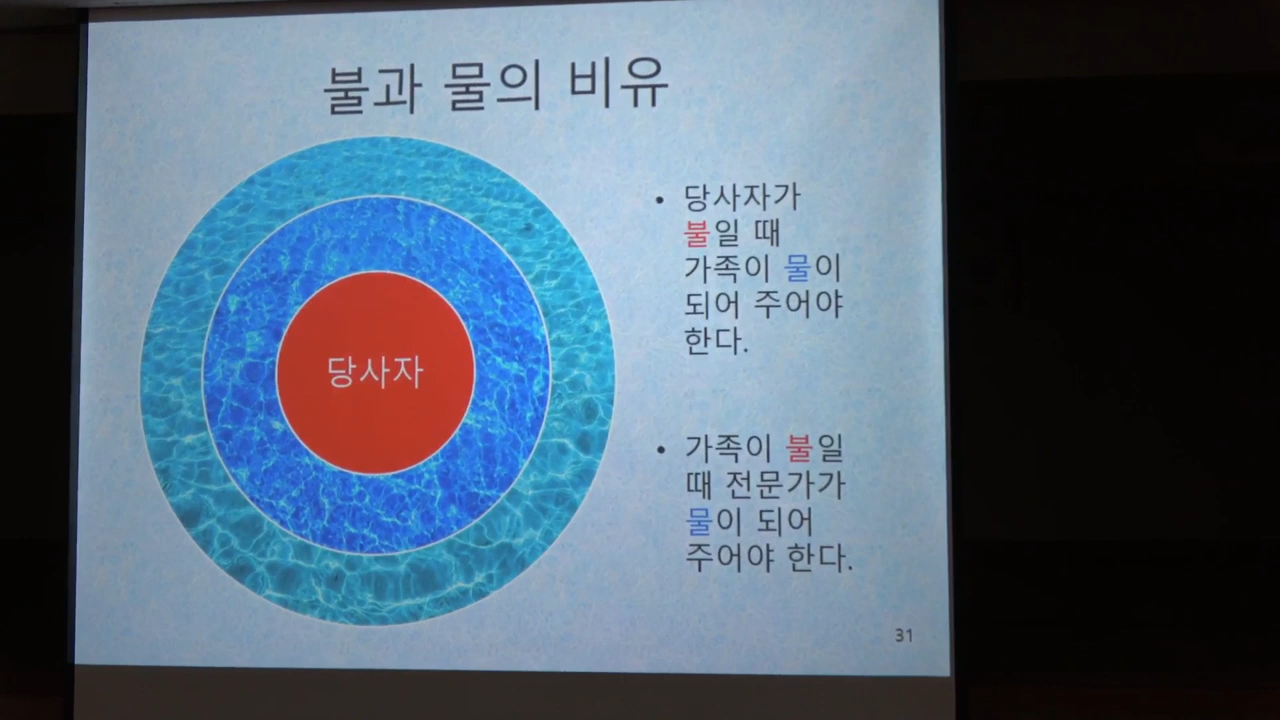 불과 물의 비유
당사자
• 당사자가
불일 때
가족이 물이
되어 주어야
한다.
• 가족이 불일
때 전문가가
물이 되어
주어야 한다.
31